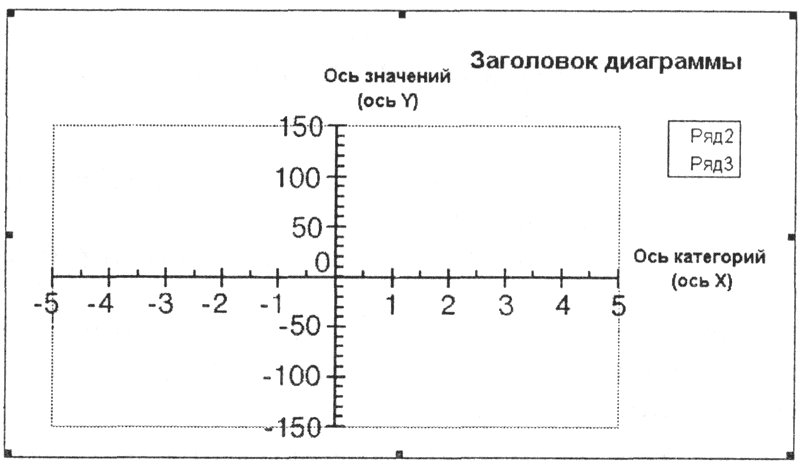 Заголовок диаграммы
Ось значений
(ось Y)
150
100
50
0
-50
-100
-150
-5 -4 -3 -2 -1 1 2 3 4 5
Ряд2
Ряд3
Ось категорий
(ось X)